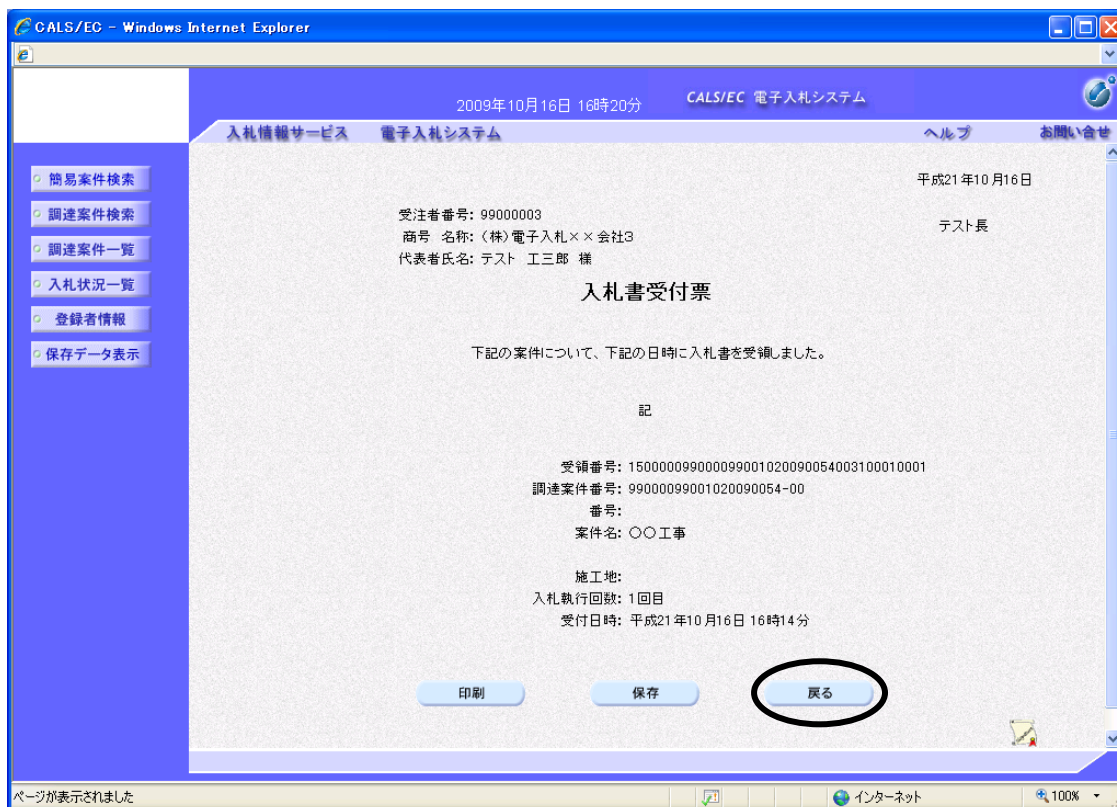 CALS/EC - Windows Internet Explorer
2009年10月16日 16時20分
CALS/EC 電子入札システム
入札情報サービス 電子入札システム ヘルプ お問い合せ
簡易案件検索
調達案件検索
調達案件一覧
入札状況一覧
登録者情報
保存データ表示
平成21年10月16日
受注者番号: 99000003
テスト長
商号 名称: (株)電子入札××会社3
代表者氏名: テスト 工三郎 様
入札書受付票
下記の案件について、下記の日時に入札書を受領しました。
記
受領番号: 150000099000099001020090054003100010001
調達案件番号: 99000099001020090054-00
番号:
案件名: 〇〇工事
施工地:
入札執行回数: 1回目
受付日時: 平成21年10月16日 16時14分
印刷 保存 戻る
ページが表示されました インターネット 100%